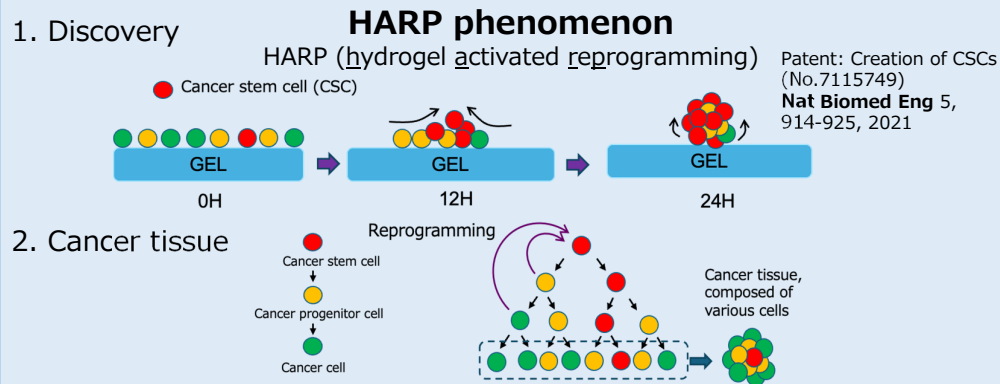 HARP phenomenon
1. Discovery
HARP (hydrogel activated reprogramming)
Patent: Creation of CSCs
(No.7115749)
Nat Biomed Eng 5,
914-925, 2021
Cancer stem cell (CSC)
GEL
GEL
GEL
0H
12H
24H
2. Cancer tissue
Reprogramming
Cancer stem cell
Cancer progenitor cell
Cancer cell
Cancer tissue,
composed of
various cells